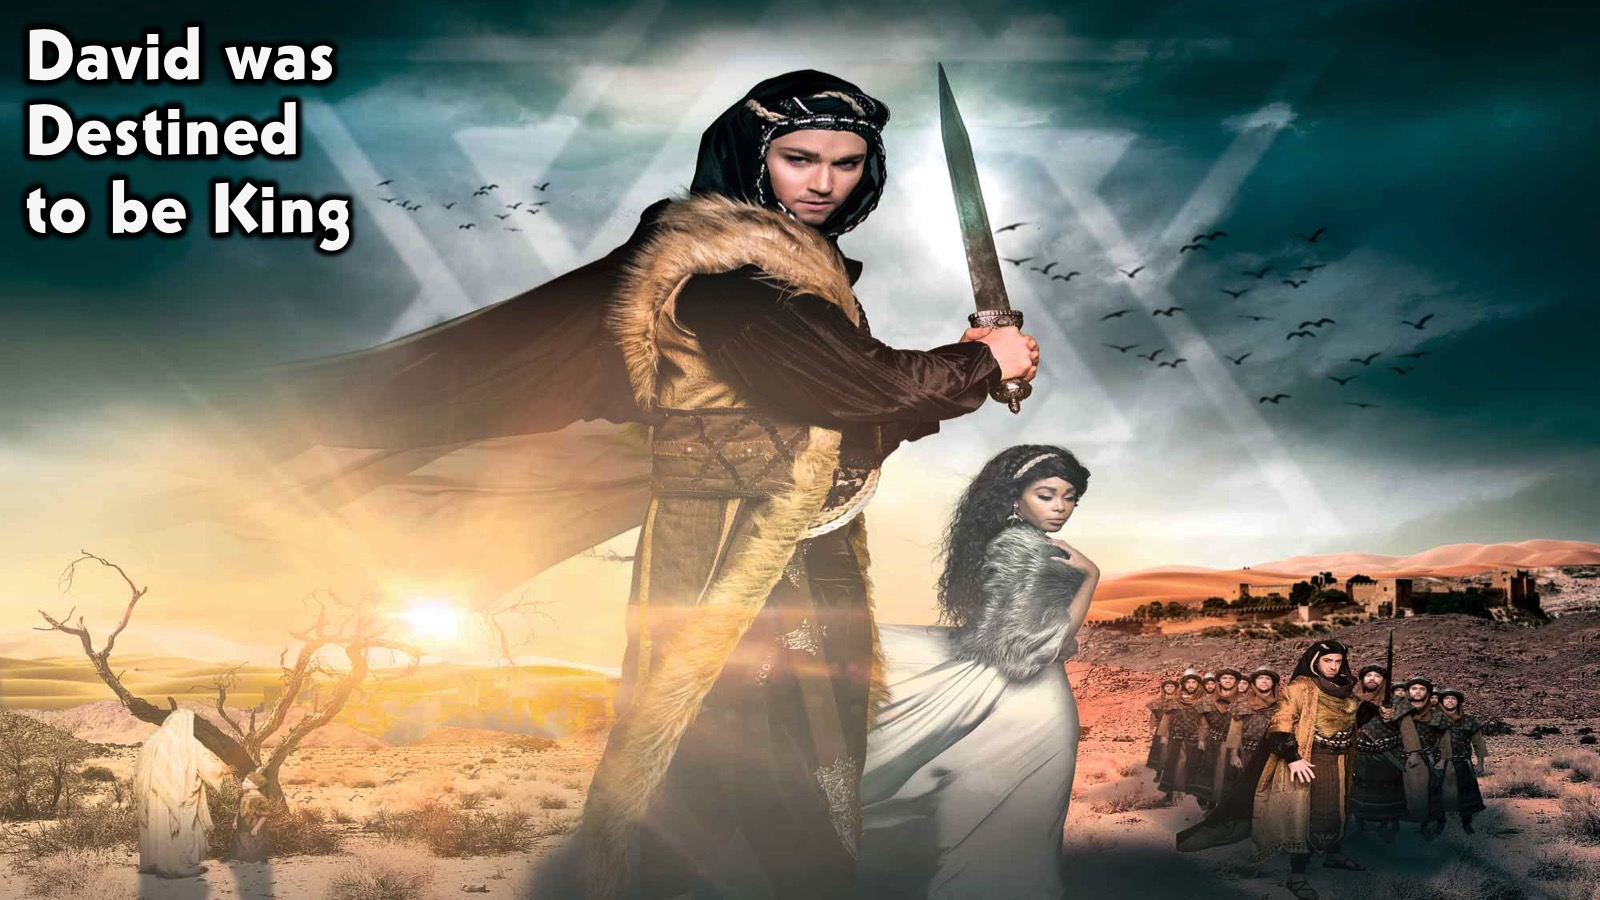 David was
Destined
to be King